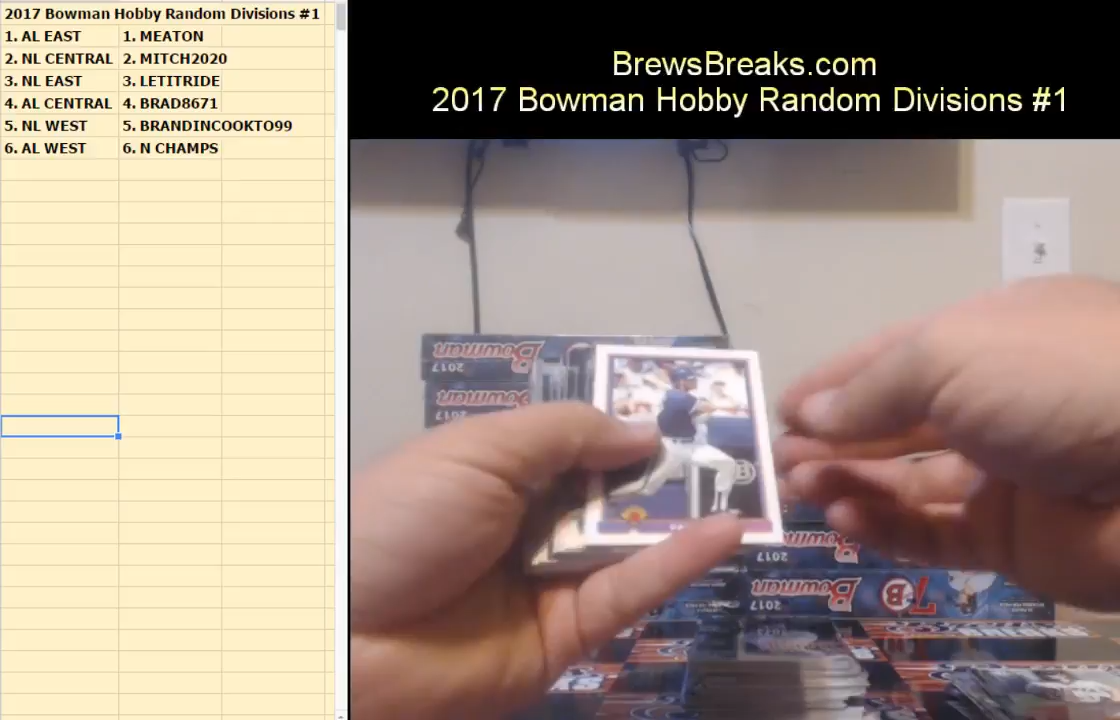 2017 Bowman Hobby Random Divisions #1
1. AL EAST 1. MEATON
2. NL CENTRAL 2. MITCH2020
3. NL EAST 3. LETITRIDE
4. AL CENTRAL 4. BRAD8671
5. NL WEST 5. BRANDINCOOKTO99
6. AL WEST 6. N CHAMPS
BrewsBreaks.com
2017 Bowman Hobby Random Divisions #1
Bowman
2017
Bowman
2017
Bowman
Bowman
2017